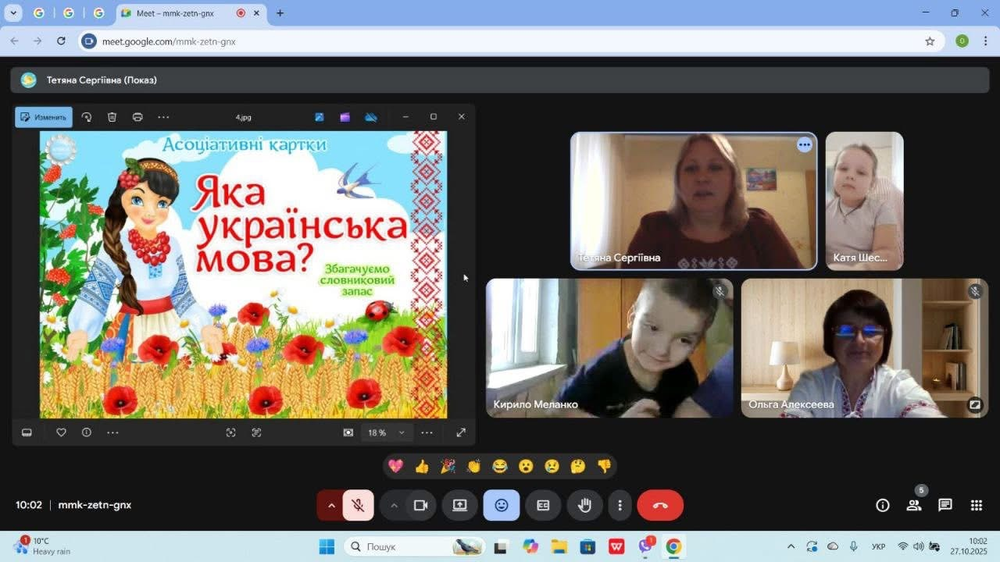 Meet – mmk-zetn-gnx
meet.google.com/mmk-zetn-gnx
O
Тетяна Сергіївна (Показ)
Изменить
4.jpg
Асоціативні картки
Яка
українська
мова?
Збагачуємо
словниковий
запас
18 %
Тетяна Сергіївна
Катя Шес...
Кирило Меланко
Ольга Алексеева
10:02 | mmk-zetn-gnx
5
1
10°C
Heavy rain
Пошук
1
УКР
10:02
27.10.2025